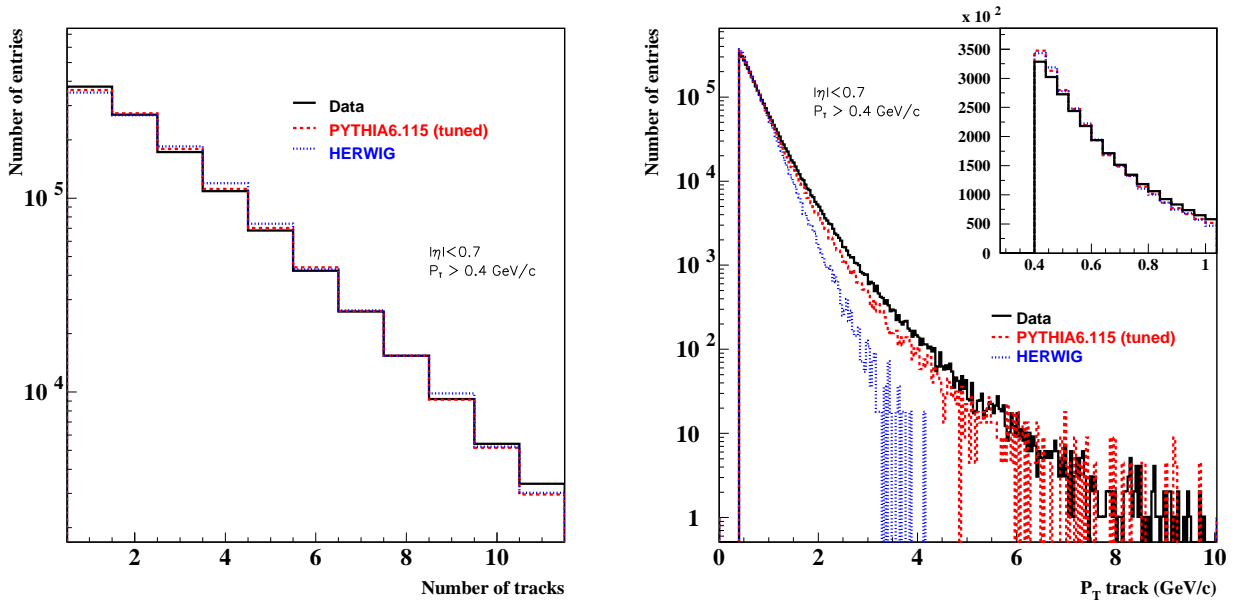 Number of entries
10^5
10^4
Data
PYTHIA6.115 (tuned)
HERWIG
|η|<0.7
P_T > 0.4 GeV/c
2 4 6 8 10
Number of tracks
Number of entries
10^5
10^4
10^3
10^2
10
1
|η|<0.7
P_T > 0.4 GeV/c
x 10^2
3500
3000
2500
2000
1500
1000
500
0
0.4 0.6 0.8 1
Data
PYTHIA6.115 (tuned)
HERWIG
0 2 4 6 8 10
P_T track (GeV/c)